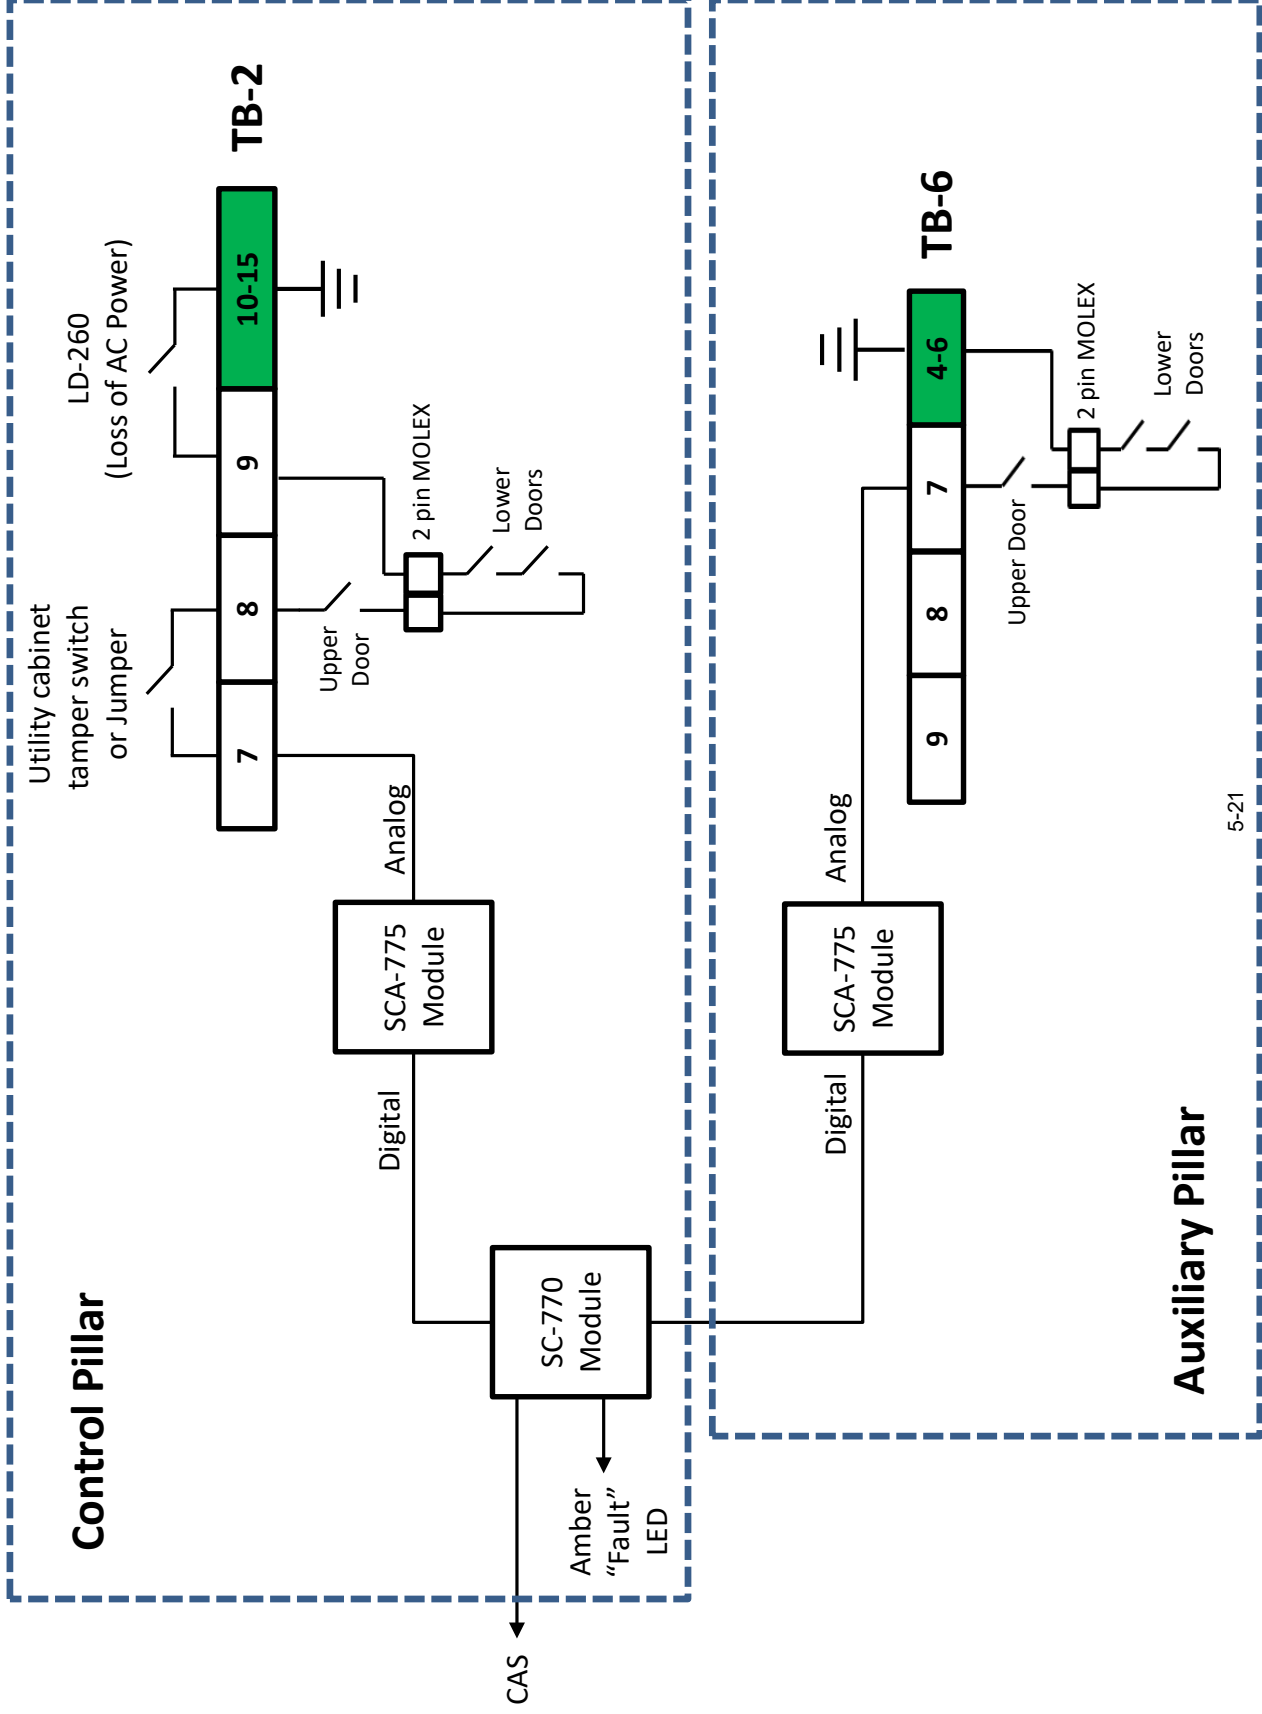 Control Pillar
CAS
Amber
“Fault”
LED
SC-770
Module
Digital
SCA-775
Module
Analog
Utility cabinet
tamper switch
or Jumper
LD-260
(Loss of AC Power)
7
8
9
10-15
TB-2
Upper
Door
2 pin MOLEX
Lower
Doors
Auxiliary Pillar
Digital
SCA-775
Module
Analog
9
8
7
4-6
TB-6
Upper Door
2 pin MOLEX
Lower
Doors
5-21